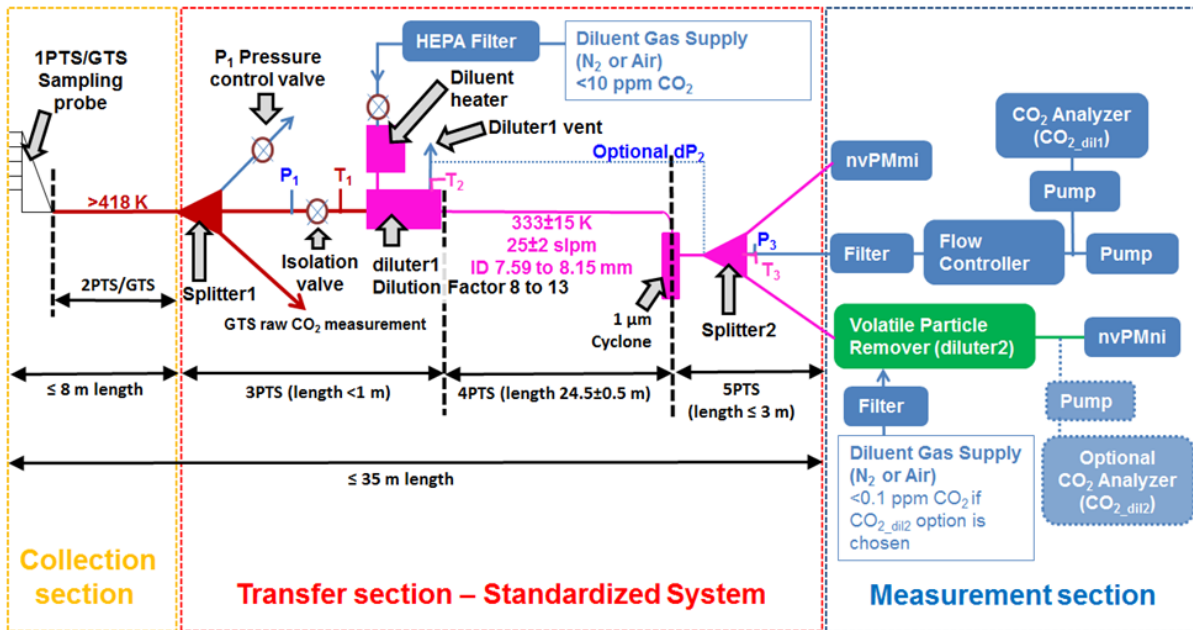 1PTS/GTS
Sampling
probe
P₁ Pressure
control valve
HEPA Filter
Diluent Gas Supply
(N₂ or Air)
<10 ppm CO₂
Diluent
heater
Diluter1 vent
Optional dP₂
CO₂ Analyzer
(CO₂_dil1)
nvPMmi
Pump
>418 K
P₁
T₁
T₂
333±15 K
25±2 slpm
ID 7.59 to 8.15 mm
P₃
T₃
Filter
Flow
Controller
Pump
2PTS/GTS
Splitter1
Isolation
valve
diluter1
Dilution Factor 8 to 13
GTS raw CO₂ measurement
1 µm
Cyclone
Splitter2
Volatile Particle
Remover (diluter2)
nvPMni
≤ 8 m length
3PTS (length <1 m)
4PTS (length 24.5±0.5 m)
5PTS
(length ≤ 3 m)
Filter
Pump
≤ 35 m length
Diluent Gas Supply
(N₂ or Air)
<0.1 ppm CO₂ if
CO₂_dil2 option is
chosen
Optional
CO₂ Analyzer
(CO₂_dil2)
Collection
section
Transfer section – Standardized System
Measurement section